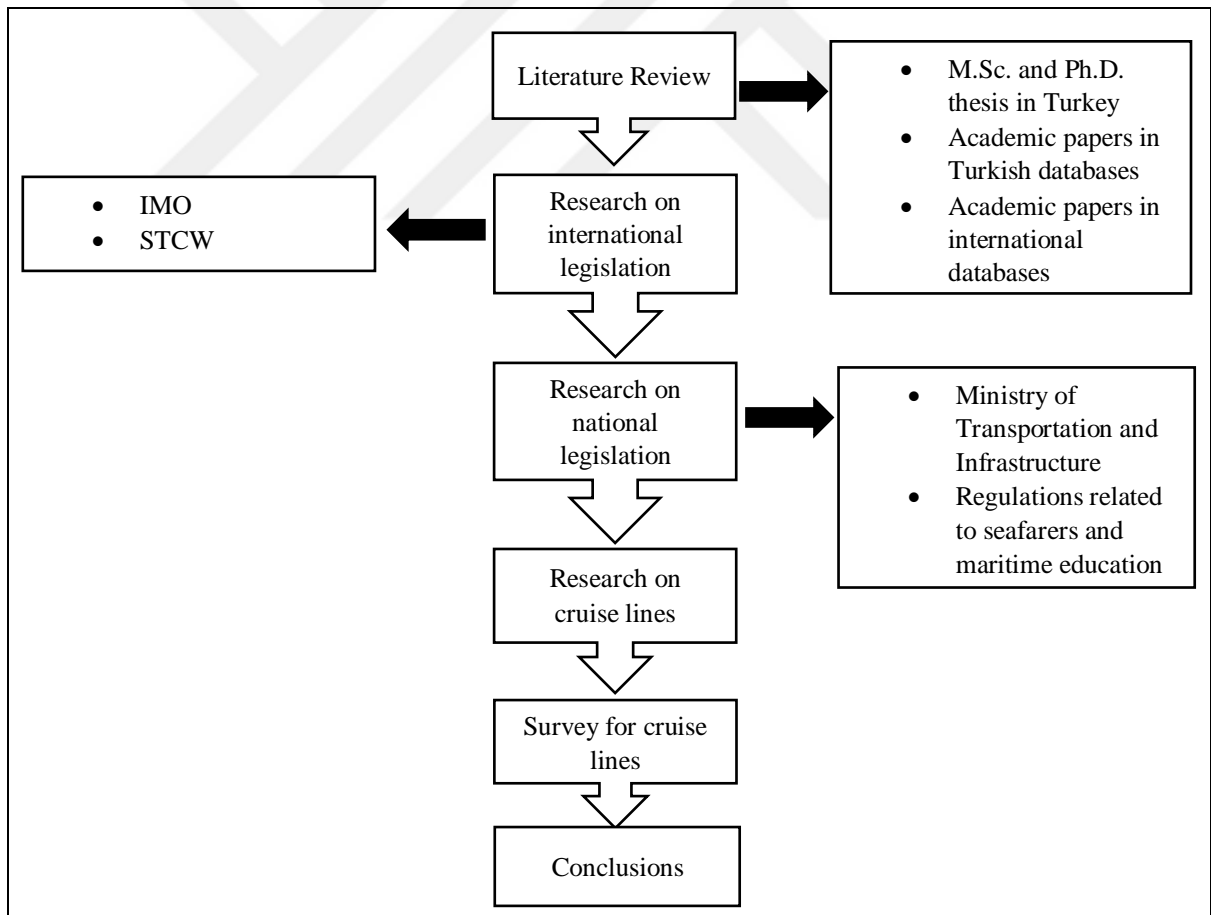 Literature Review
• M.Sc. and Ph.D.
thesis in Turkey
• Academic papers in
Turkish databases
• Academic papers in
international
databases
• IMO
• STCW
Research on
international
legislation
Research on
national
legislation
• Ministry of
Transportation and
Infrastructure
• Regulations related
to seafarers and
maritime education
Research on
cruise lines
Survey for cruise
lines
Conclusions